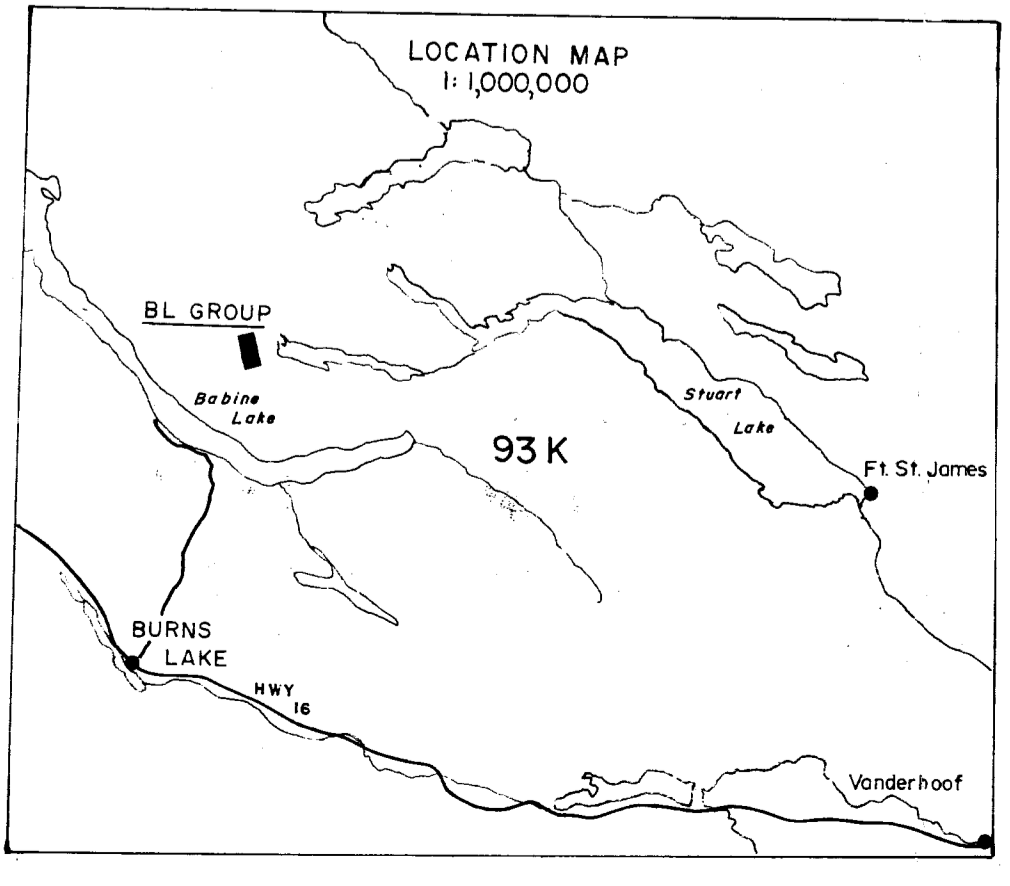 LOCATION MAP
1: 1,000,000
BL GROUP
Babine
Lake
Stuart
Lake
93 K
Ft. St. James
BURNS
LAKE
HWY
16
Vanderhoof